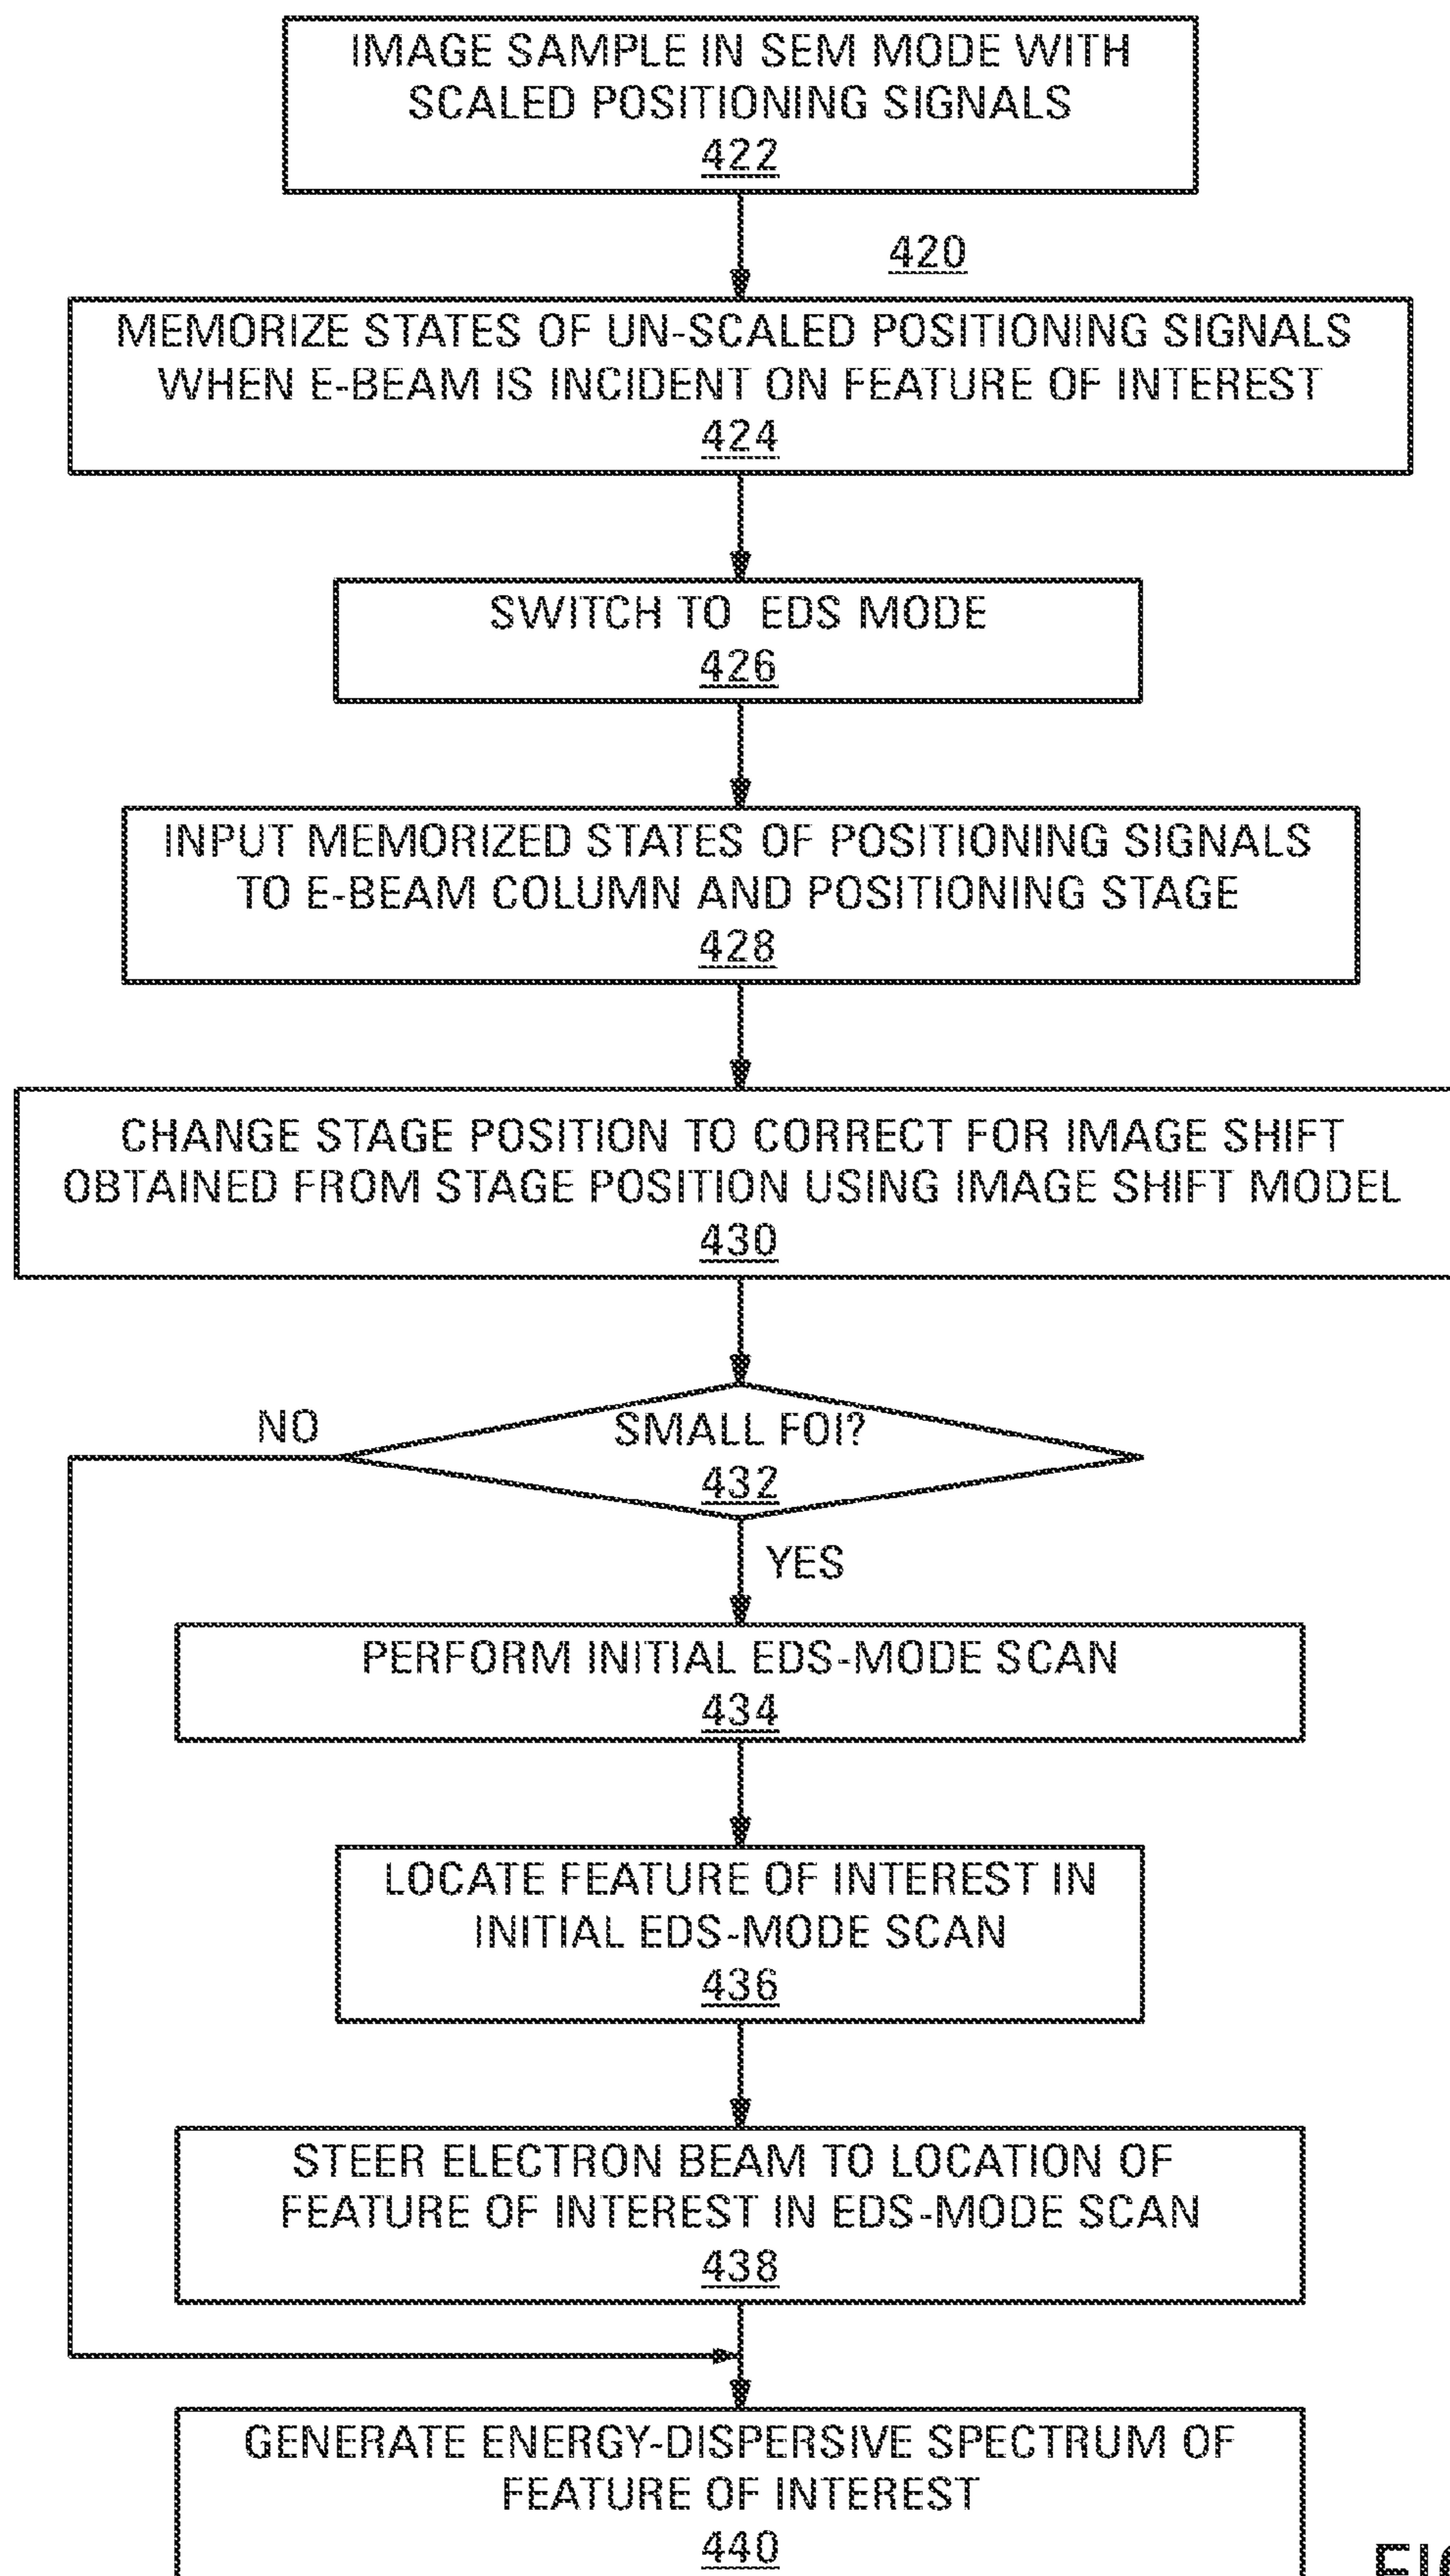 IMAGE SAMPLE IN SEM MODE WITH
SCALED POSITIONING SIGNALS
422
420
MEMORIZE STATES OF UN-SCALED POSITIONING SIGNALS
WHEN E-BEAM IS INCIDENT ON FEATURE OF INTEREST
424
SWITCH TO EDS MODE
426
INPUT MEMORIZED STATES OF POSITIONING SIGNALS
TO E-BEAM COLUMN AND POSITIONING STAGE
428
CHANGE STAGE POSITION TO CORRECT FOR IMAGE SHIFT
OBTAINED FROM STAGE POSITION USING IMAGE SHIFT MODEL
430
NO
SMALL FOI?
432
YES
PERFORM INITIAL EDS-MODE SCAN
434
LOCATE FEATURE OF INTEREST IN
INITIAL EDS-MODE SCAN
436
STEER ELECTRON BEAM TO LOCATION OF
FEATURE OF INTEREST IN EDS-MODE SCAN
438
GENERATE ENERGY-DISPERSIVE SPECTRUM OF
FEATURE OF INTEREST
440